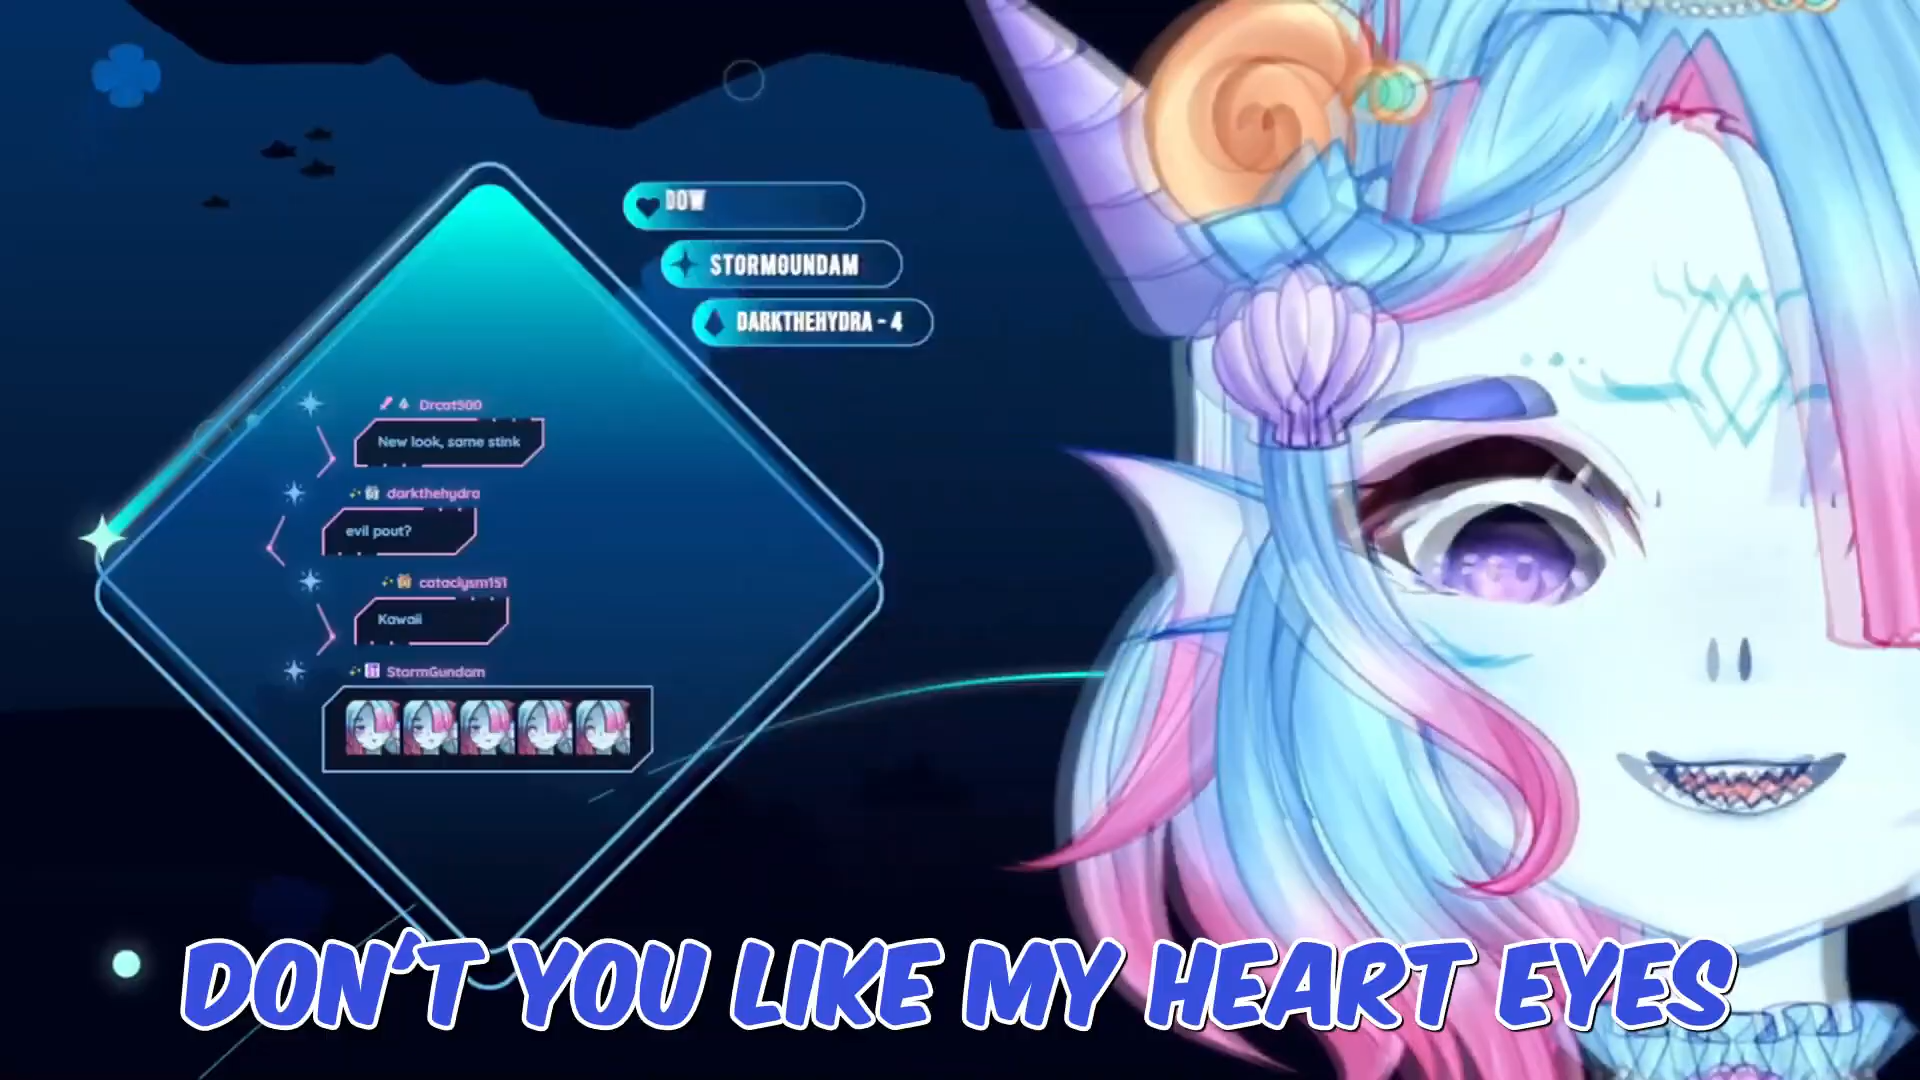 DOW
STORMGUNDAM
DARKTHEHYDRA - 4
Drcat500
New look, same stink
darkthehydra
evil pout?
cataclysm151
Kawaii
StormGundam
DON'T YOU LIKE MY HEART EYES